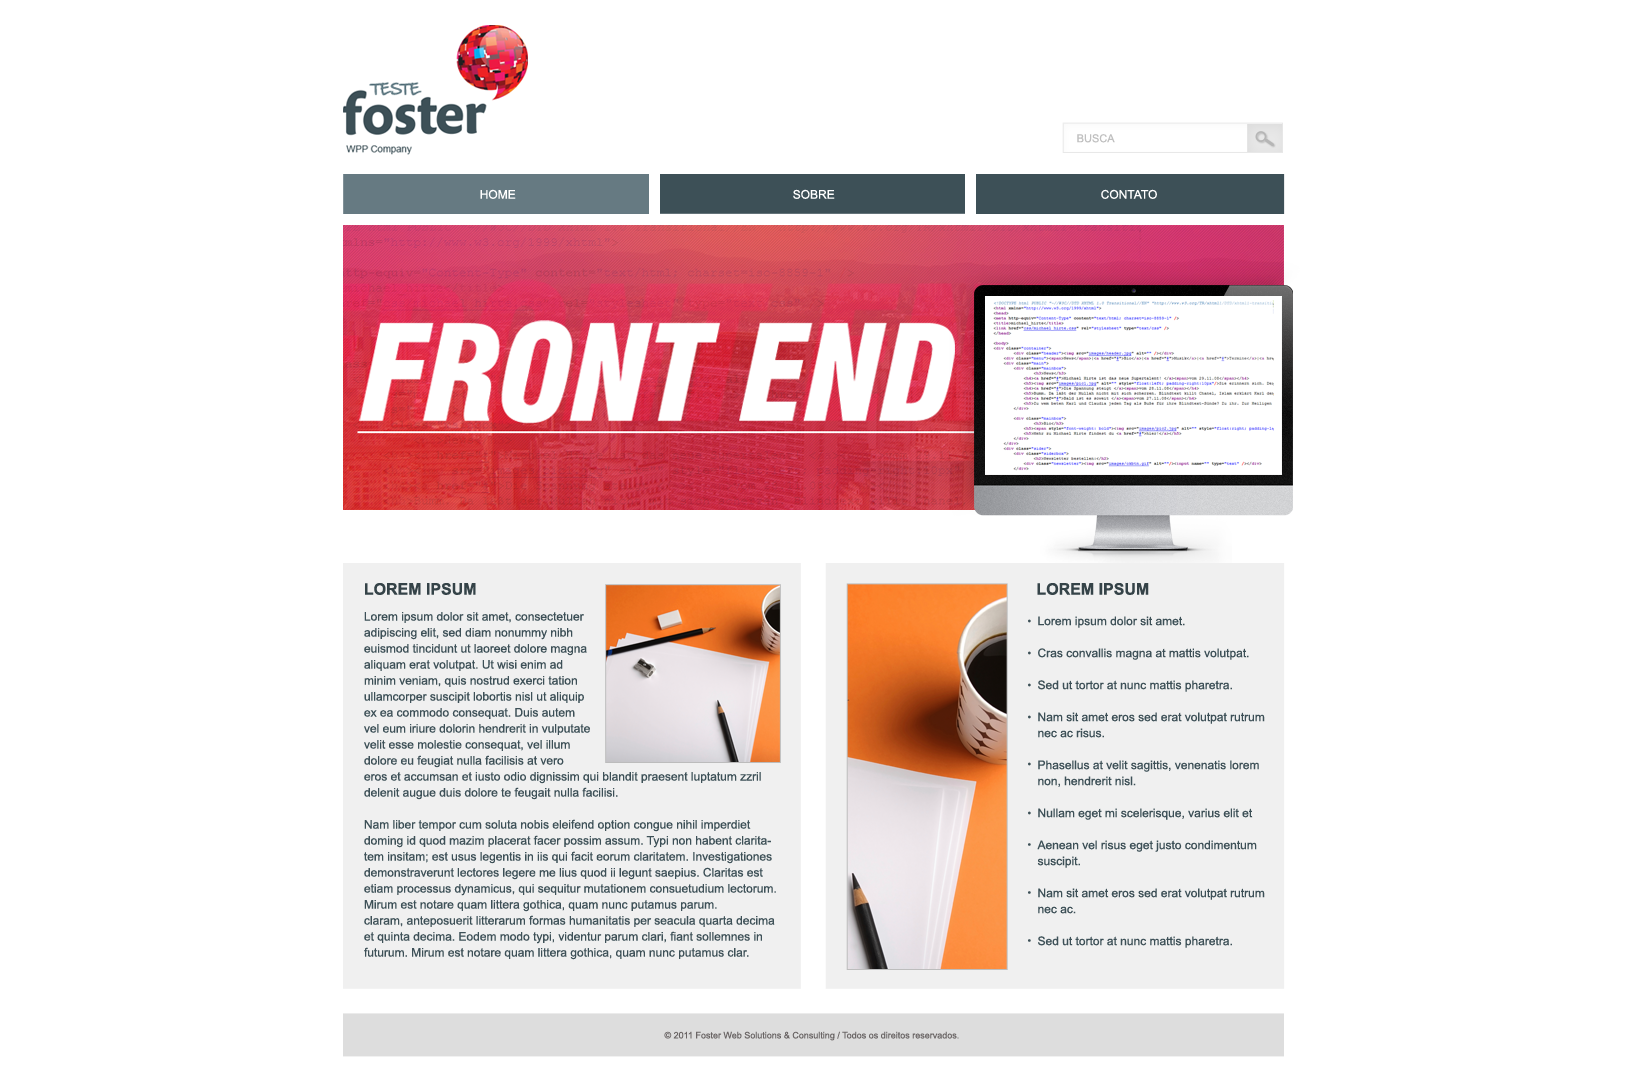 TESTE
foster
WPP Company
BUSCA
HOME
SOBRE
CONTATO
FRONT END
LOREM IPSUM
Lorem ipsum dolor sit amet, consectetuer
adipiscing elit, sed diam nonummy nibh
euismod tincidunt ut laoreet dolore magna
aliquam erat volutpat. Ut wisi enim ad
minim veniam, quis nostrud exerci tation
ullamcorper suscipit lobortis nisl ut aliquip
ex ea commodo consequat. Duis autem
vel eum iriure dolorin hendrerit in vulputate
velit esse molestie consequat, vel illum
dolore eu feugiat nulla facilisis at vero
eros et accumsan et iusto odio dignissim qui blandit praesent luptatum zzril
delenit augue duis dolore te feugait nulla facilisi.
Nam liber tempor cum soluta nobis eleifend option congue nihil imperdiet
doming id quod mazim placerat facer possim assum. Typi non habent clarita-
tem insitam; est usus legentis in iis qui facit eorum claritatem. Investigationes
demonstraverunt lectores legere me lius quod ii legunt saepius. Claritas est
etiam processus dynamicus, qui sequitur mutationem consuetudium lectorum.
Mirum est notare quam littera gothica, quam nunc putamus parum.
claram, anteposuerit litterarum formas humanitatis per seacula quarta decima
et quinta decima. Eodem modo typi, videntur parum clari, fiant sollemnes in
futurum. Mirum est notare quam littera gothica, quam nunc putamus clar.
LOREM IPSUM
• Lorem ipsum dolor sit amet.
• Cras convallis magna at mattis volutpat.
• Sed ut tortor at nunc mattis pharetra.
• Nam sit amet eros sed erat volutpat rutrum
nec ac risus.
• Phasellus at velit sagittis, venenatis lorem
non, hendrerit nisl.
• Nullam eget mi scelerisque, varius elit et
• Aenean vel risus eget justo condimentum
suscipit.
• Nam sit amet eros sed erat volutpat rutrum
nec ac.
• Sed ut tortor at nunc mattis pharetra.
© 2011 Foster Web Solutions & Consulting / Todos os direitos reservados.